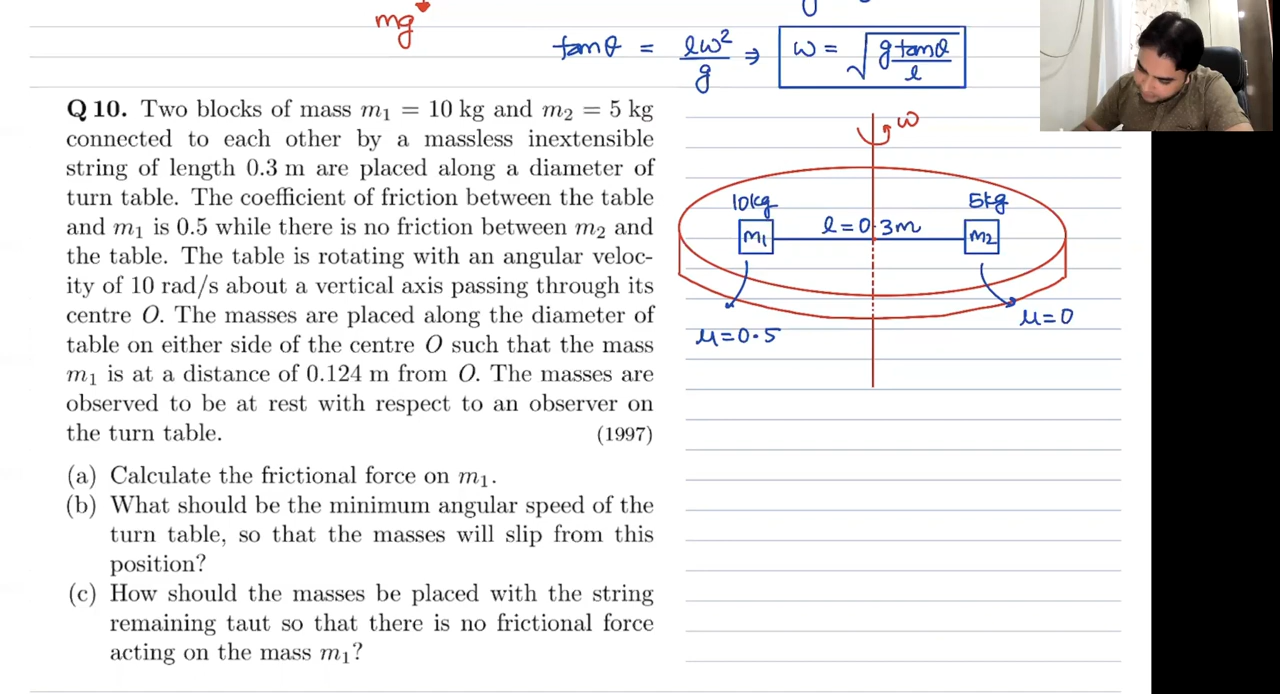 mg
tanθ = lω²/g ⇒ ω = √(g tanθ/l)
Q 10. Two blocks of mass m₁ = 10 kg and m₂ = 5 kg
connected to each other by a massless inextensible
string of length 0.3 m are placed along a diameter of
turn table. The coefficient of friction between the table
and m₁ is 0.5 while there is no friction between m₂ and
the table. The table is rotating with an angular veloc-
ity of 10 rad/s about a vertical axis passing through its
centre O. The masses are placed along the diameter of
table on either side of the centre O such that the mass
m₁ is at a distance of 0.124 m from O. The masses are
observed to be at rest with respect to an observer on
the turn table. (1997)
(a) Calculate the frictional force on m₁.
(b) What should be the minimum angular speed of the
turn table, so that the masses will slip from this
position?
(c) How should the masses be placed with the string
remaining taut so that there is no frictional force
acting on the mass m₁?
ω
10kg
5kg
l = 0.3m
m₁
m₂
μ=0.5
μ=0